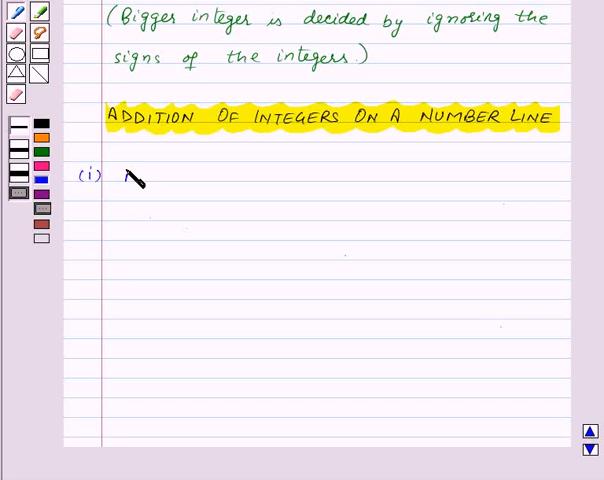 (Bigger integer is decided by ignoring the
signs of the integers.)
ADDITION OF INTEGERS ON A NUMBER LINE
(i)